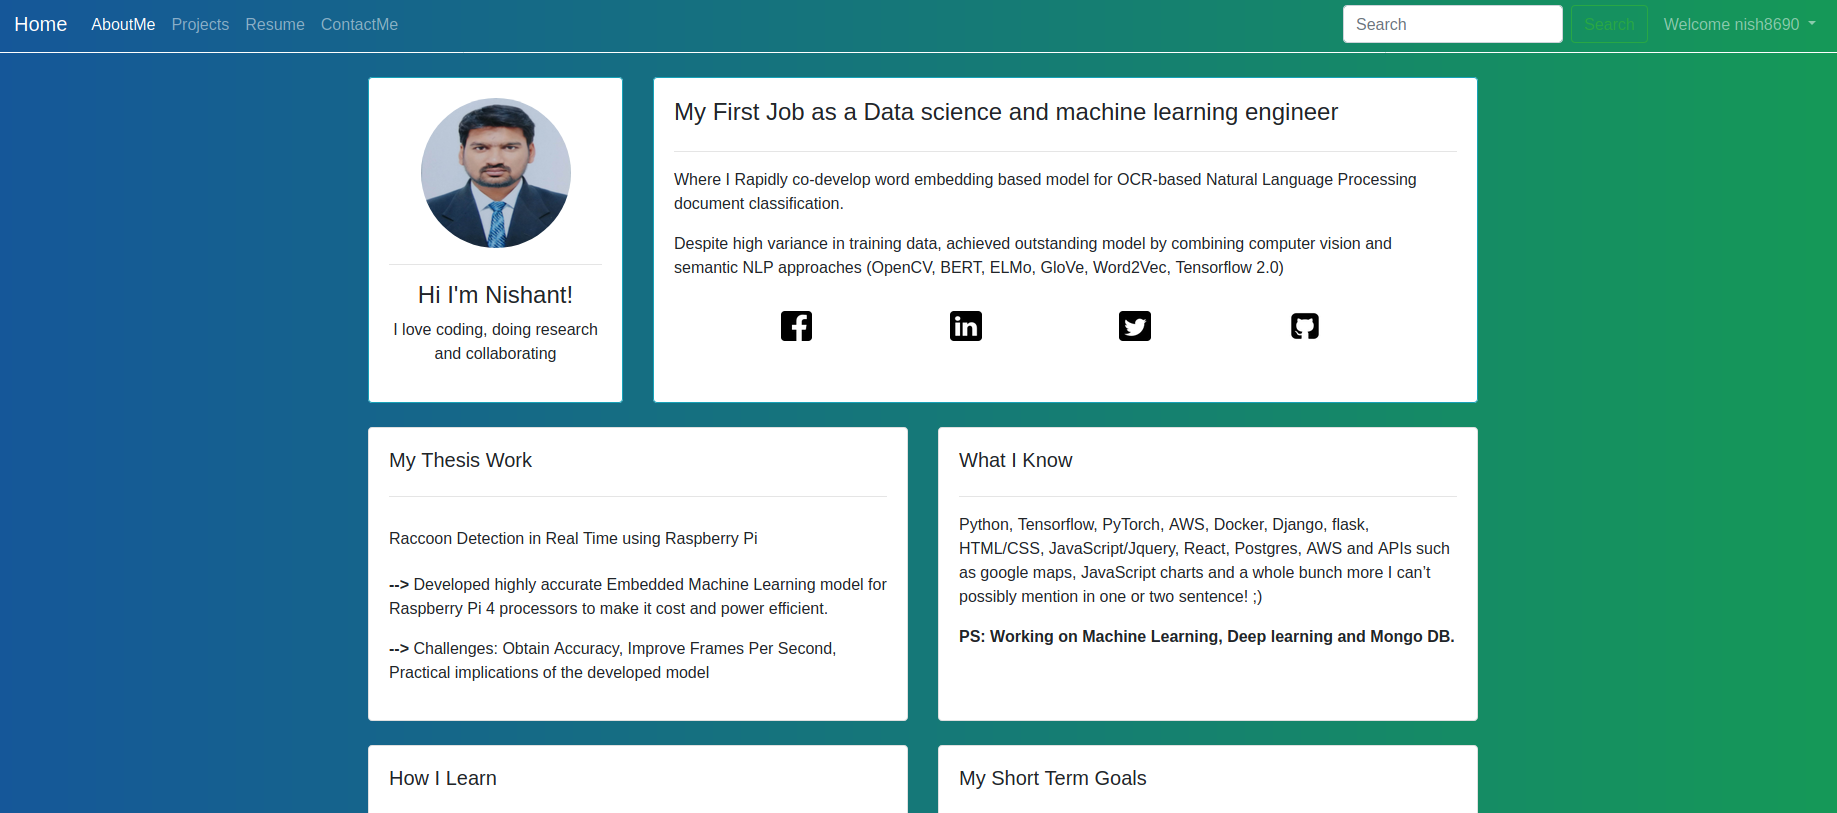 Home AboutMe Projects Resume ContactMe Search Search Welcome nish8690
Hi I'm Nishant!
I love coding, doing research
and collaborating
My First Job as a Data science and machine learning engineer
Where I Rapidly co-develop word embedding based model for OCR-based Natural Language Processing
document classification.
Despite high variance in training data, achieved outstanding model by combining computer vision and
semantic NLP approaches (OpenCV, BERT, ELMo, GloVe, Word2Vec, Tensorflow 2.0)
My Thesis Work
Raccoon Detection in Real Time using Raspberry Pi
--> Developed highly accurate Embedded Machine Learning model for
Raspberry Pi 4 processors to make it cost and power efficient.
--> Challenges: Obtain Accuracy, Improve Frames Per Second,
Practical implications of the developed model
What I Know
Python, Tensorflow, PyTorch, AWS, Docker, Django, flask,
HTML/CSS, JavaScript/Jquery, React, Postgres, AWS and APIs such
as google maps, JavaScript charts and a whole bunch more I can’t
possibly mention in one or two sentence! ;)
PS: Working on Machine Learning, Deep learning and Mongo DB.
How I Learn
My Short Term Goals